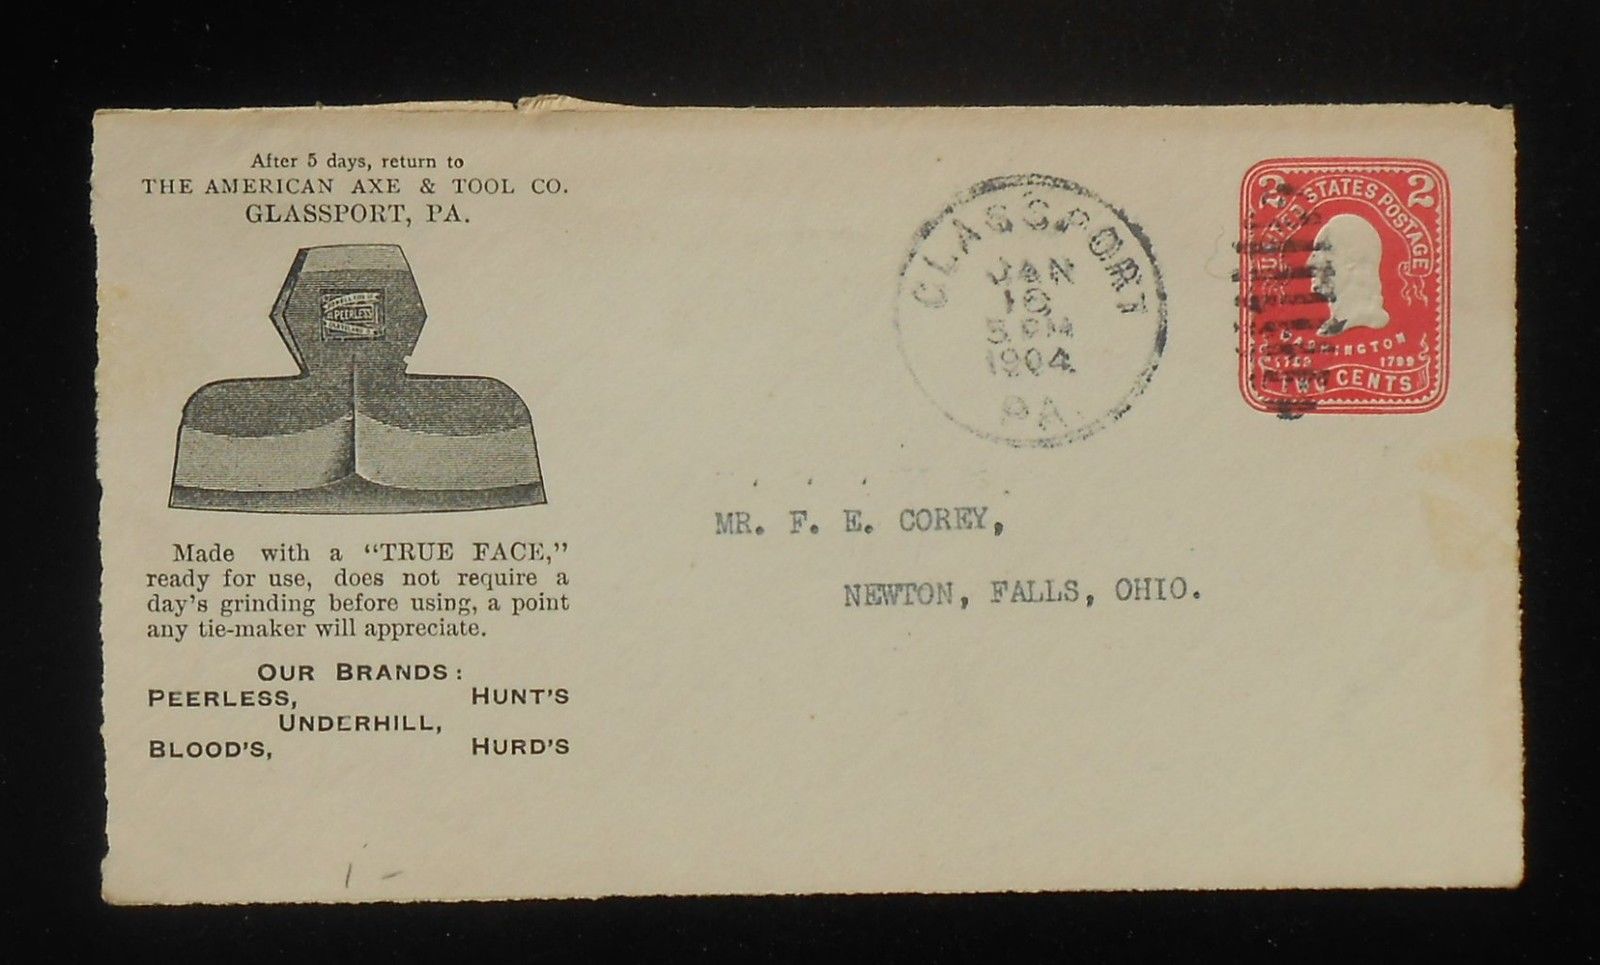 After 5 days, return to
THE AMERICAN AXE & TOOL CO.
GLASSPORT, PA.
PEERLESS
Made with a "TRUE FACE,"
ready for use, does not require a
day's grinding before using, a point
any tie-maker will appreciate.
OUR BRANDS:
PEERLESS, HUNT'S
UNDERHILL,
BLOOD'S, HURD'S
GLASSPORT
JAN
5 PM
1904
PA.
2 2
UNITED STATES POSTAGE
WASHINGTON
1799
TWO CENTS
MR. F. E. COREY,
NEWTON, FALLS, OHIO.
1 -